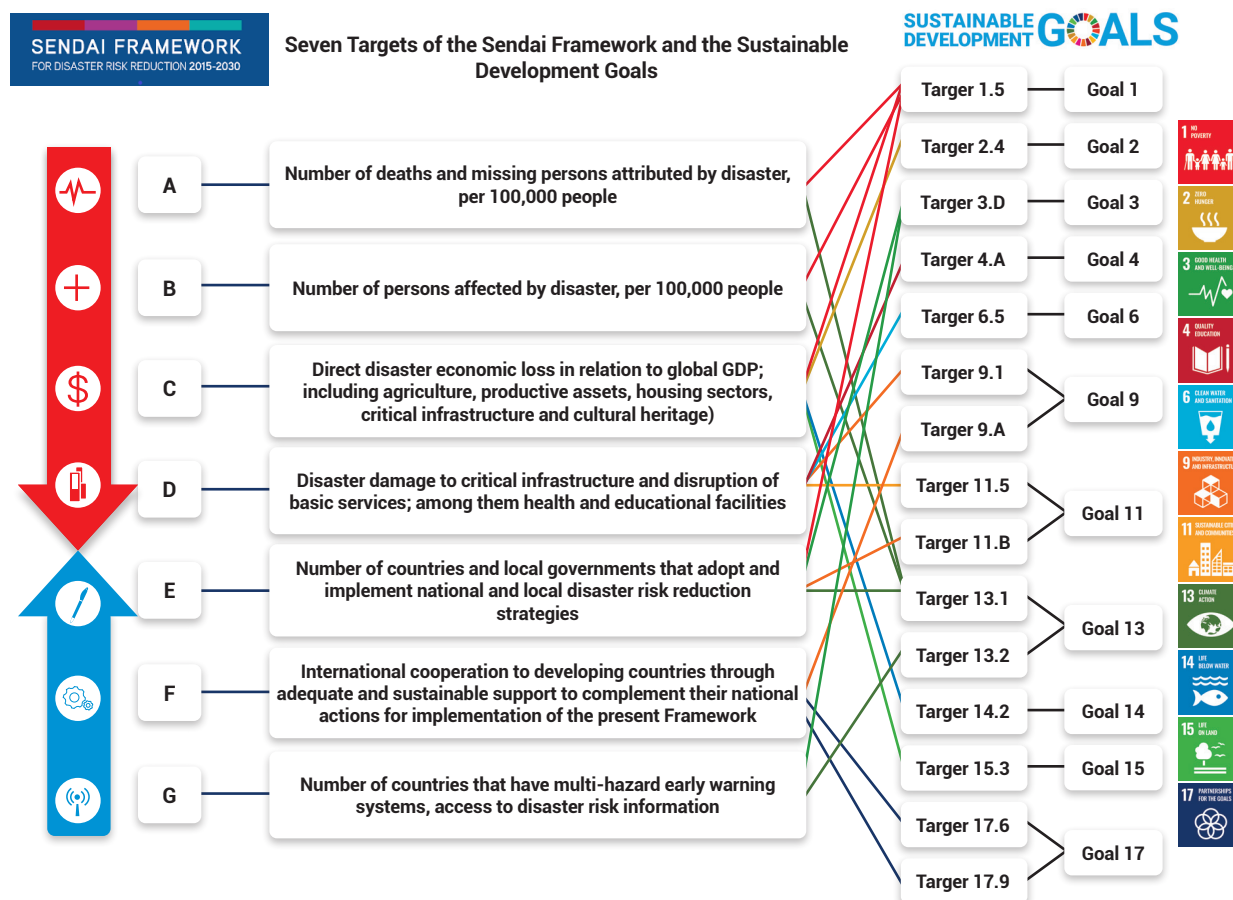 SENDAI FRAMEWORK
FOR DISASTER RISK REDUCTION 2015-2030
Seven Targets of the Sendai Framework and the Sustainable
Development Goals
SUSTAINABLE
DEVELOPMENT
GOALS
A
Number of deaths and missing persons attributed by disaster,
per 100,000 people
B
Number of persons affected by disaster, per 100,000 people
C
Direct disaster economic loss in relation to global GDP;
including agriculture, productive assets, housing sectors,
critical infrastructure and cultural heritage)
D
Disaster damage to critical infrastructure and disruption of
basic services; among them health and educational facilities
E
Number of countries and local governments that adopt and
implement national and local disaster risk reduction
strategies
F
International cooperation to developing countries through
adequate and sustainable support to complement their national
actions for implementation of the present Framework
G
Number of countries that have multi-hazard early warning
systems, access to disaster risk information
Targer 1.5
Goal 1
Targer 2.4
Goal 2
Targer 3.D
Goal 3
Targer 4.A
Goal 4
Targer 6.5
Goal 6
Targer 9.1
Targer 9.A
Goal 9
Targer 11.5
Targer 11.B
Goal 11
Targer 13.1
Targer 13.2
Goal 13
Targer 14.2
Goal 14
Targer 15.3
Goal 15
Targer 17.6
Targer 17.9
Goal 17
1 NO
POVERTY
2 ZERO
HUNGER
3 GOOD HEALTH
AND WELL-BEING
4 QUALITY
EDUCATION
6 CLEAN WATER
AND SANITATION
9 INDUSTRY,
AND
11 SUSTAINABLE
AND COMMUNITIES
13 CLIMATE
ACTION
14 LIFE
BELOW WATER
15 LIFE
ON LAND
17 PARTNERSHIPS
FOR THE GOALS